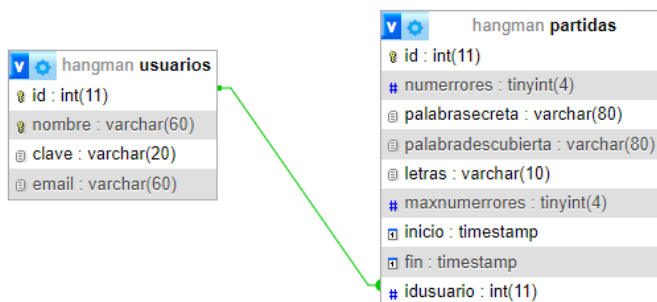 hangman usuarios
id : int(11)
nombre : varchar(60)
clave : varchar(20)
email : varchar(60)
hangman partidas
id : int(11)
numerrores : tinyint(4)
palabrasecreta : varchar(80)
palabradescubierta : varchar(80)
letras : varchar(10)
maxnumerrores : tinyint(4)
inicio : timestamp
fin : timestamp
idusuario : int(11)